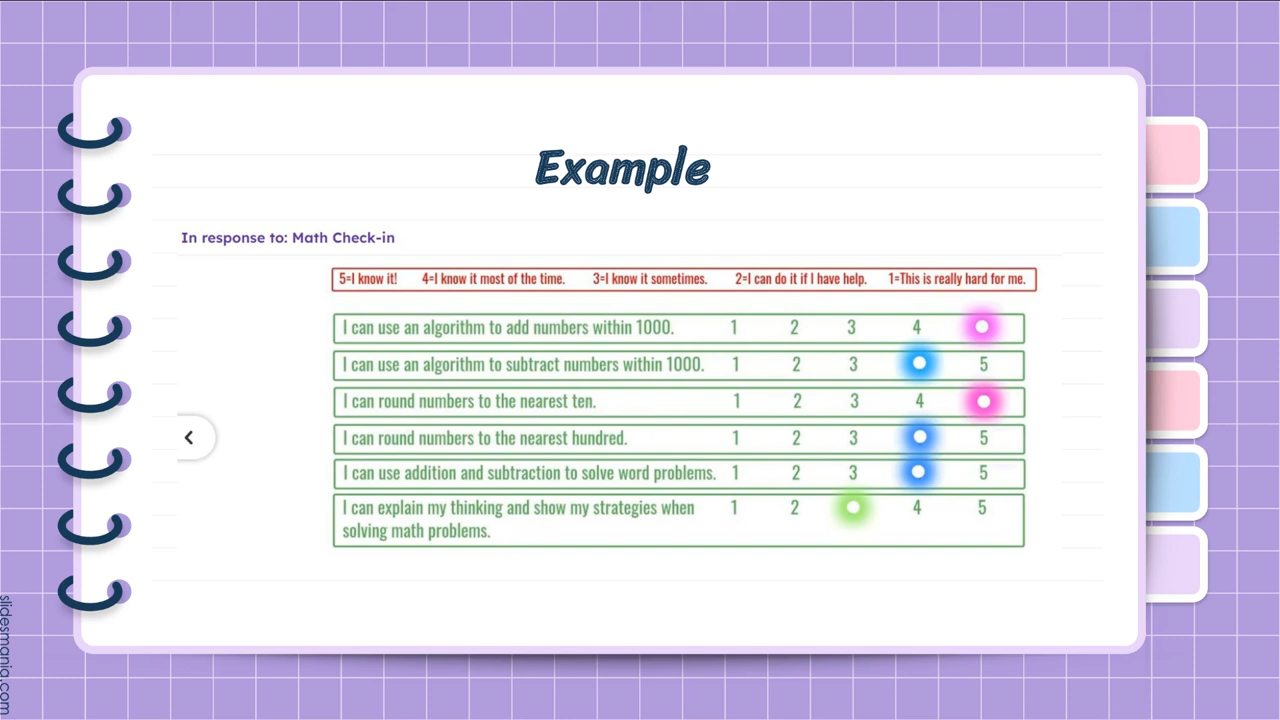 Example
In response to: Math Check-in
5=I know it! 4=I know it most of the time. 3=I know it sometimes. 2=I can do it if I have help. 1=This is really hard for me.
I can use an algorithm to add numbers within 1000. 1 2 3 4
I can use an algorithm to subtract numbers within 1000. 1 2 3 5
I can round numbers to the nearest ten. 1 2 3 4
I can round numbers to the nearest hundred. 1 2 3 5
I can use addition and subtraction to solve word problems. 1 2 3 5
I can explain my thinking and show my strategies when 1 2 4 5
solving math problems.
slidesmania.com